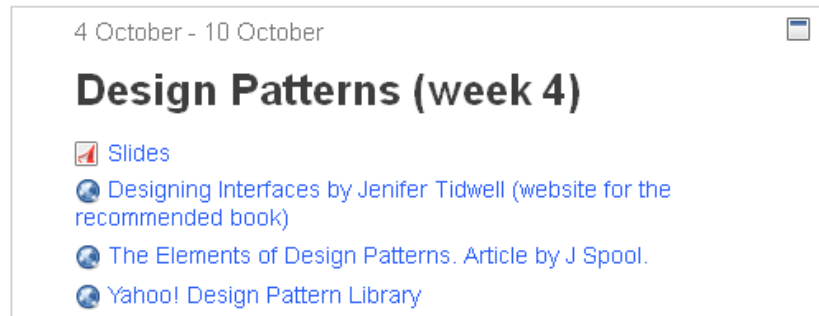 4 October - 10 October
Design Patterns (week 4)
Slides
Designing Interfaces by Jenifer Tidwell (website for the
recommended book)
The Elements of Design Patterns. Article by J Spool.
Yahoo! Design Pattern Library